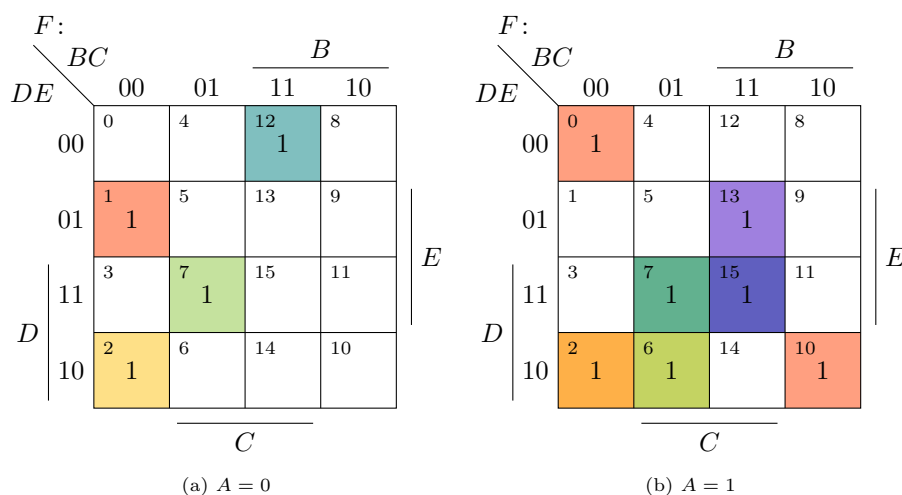 F: F:
BC B BC B
DE 00 01 11 10 DE 00 01 11 10
0 4 12 8 0 4 12 8
00 1 00 1
1 5 13 9 1 5 13 9
01 1 01 1
E E
3 7 15 11 3 7 15 11
11 1 11 1 1
D D
2 6 14 10 2 6 14 10
10 1 10 1 1 1
C C
(a) A = 0 (b) A = 1